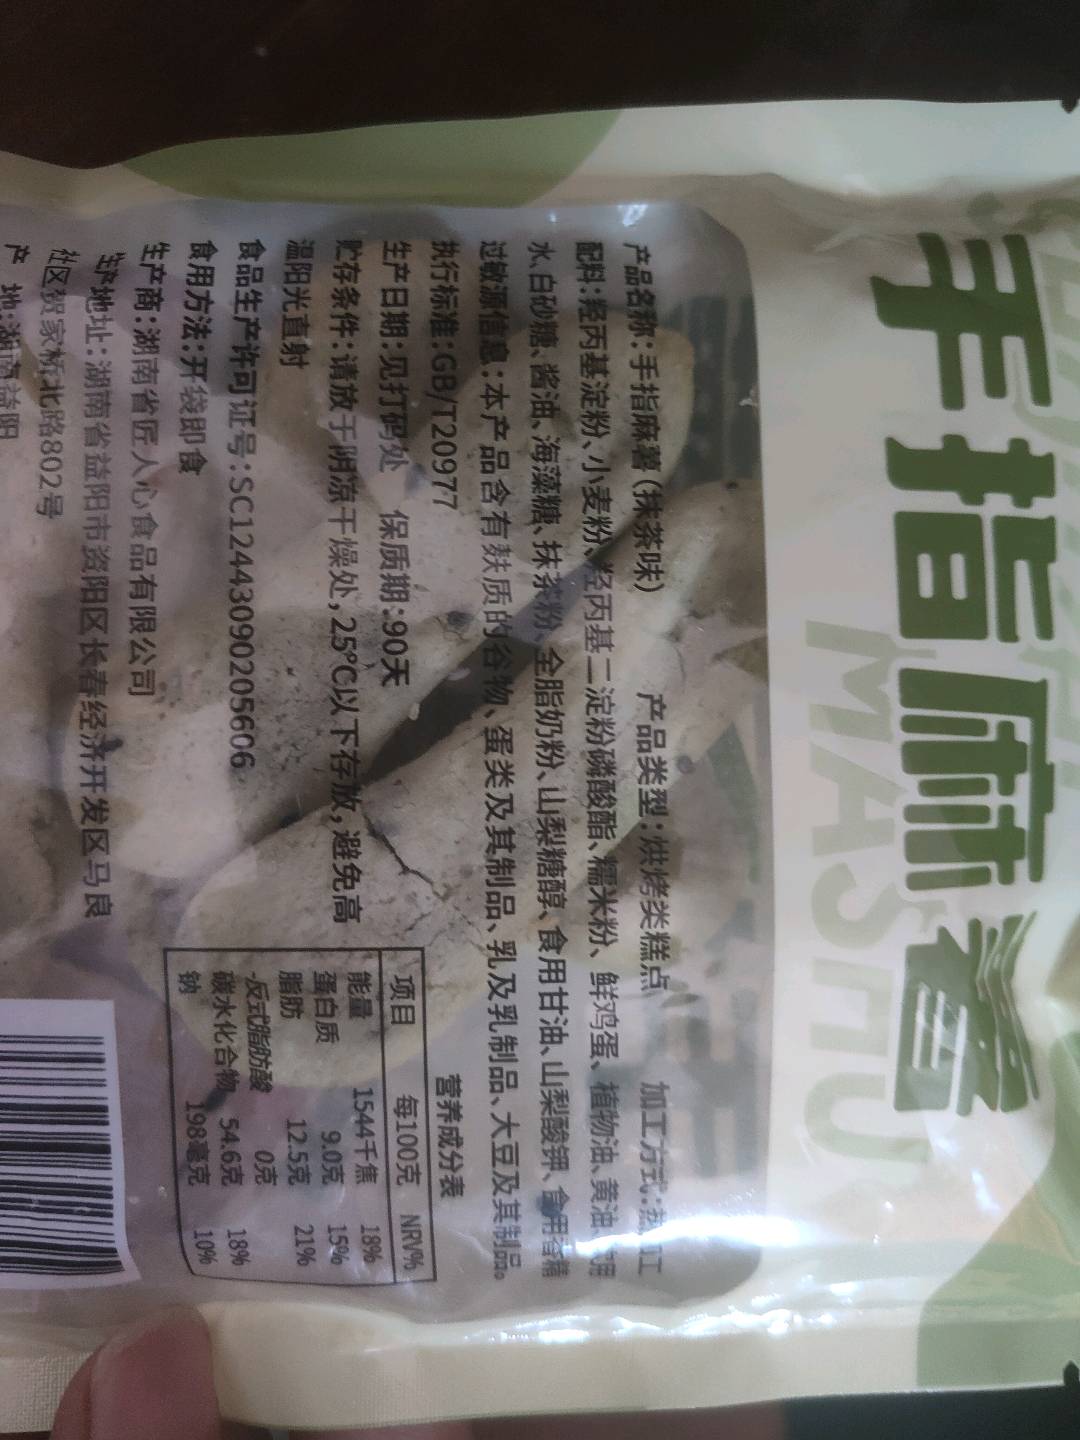 手指麻薯
MASHU
产品名称:手指麻薯(抹茶味) 产品类型:烘烤类糕点 加工方式:热加工
配料:羟丙基淀粉、小麦粉、羟丙基二淀粉磷酸酯、糯米粉、鲜鸡蛋、植物油、黄油、
水、白砂糖、酱油、海藻糖、抹茶粉、全脂奶粉、山梨糖醇、食用甘油、山梨酸钾、食用香精
过敏源信息:本产品含有麸质的谷物、蛋类及其制品、乳及乳制品、大豆及其制品。
执行标准:GB/T20977
生产日期:见打码处 保质期:90天
贮存条件:请放于阴凉干燥处,25℃以下存放,避免高
温阳光直射
食品生产许可证号:SC12443090205606
食用方法:开袋即食
生产商:湖南省匠人心食品有限公司
生产地址:湖南省益阳市资阳区长春经济开发区马良
社区贺家桥北路802号
产 地:湖南益阳
营养成分表
项目 每100克 NRV%
能量 1544千焦 18%
蛋白质 9.0克 15%
脂肪 12.5克 21%
-反式脂肪酸 0克
碳水化合物 54.6克 18%
钠 198毫克 10%